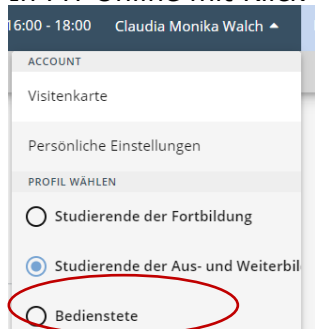 16:00 - 18:00 Claudia Monika Walch
ACCOUNT
Visitenkarte
Persönliche Einstellungen
PROFIL WÄHLEN
Studierende der Fortbildung
Studierende der Aus- und Weiterbil
Bedienstete